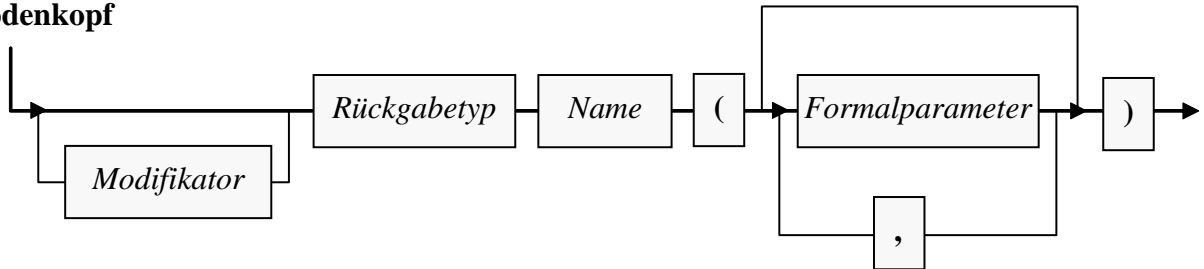 odenkopf
Rückgabetyp Name ( Formalparameter )
Modifikator
,